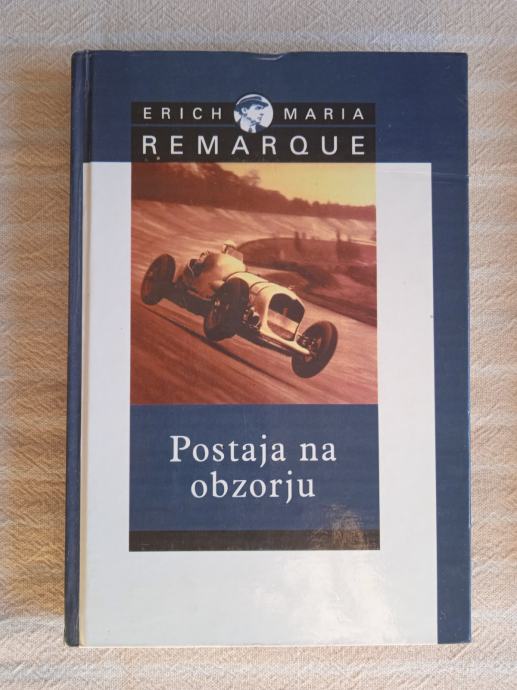 ERICH MARIA
REMARQUE
Postaja na
obzorju